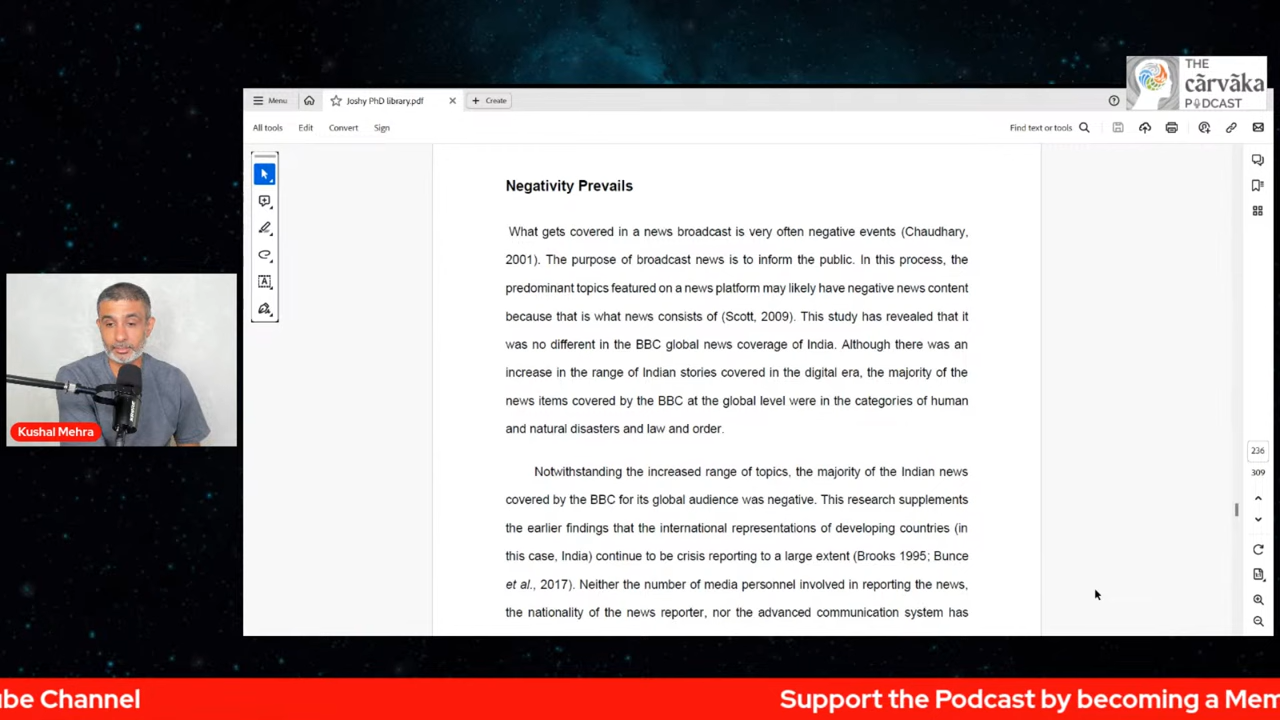 THE
cārvāka
PODCAST
Menu
Joshy PhD library.pdf
Create
All tools Edit Convert Sign
Find text or tools
Negativity Prevails
What gets covered in a news broadcast is very often negative events (Chaudhary,
2001). The purpose of broadcast news is to inform the public. In this process, the
predominant topics featured on a news platform may likely have negative news content
because that is what news consists of (Scott, 2009). This study has revealed that it
was no different in the BBC global news coverage of India. Although there was an
increase in the range of Indian stories covered in the digital era, the majority of the
news items covered by the BBC at the global level were in the categories of human
and natural disasters and law and order.
Notwithstanding the increased range of topics, the majority of the Indian news
covered by the BBC for its global audience was negative. This research supplements
the earlier findings that the international representations of developing countries (in
this case, India) continue to be crisis reporting to a large extent (Brooks 1995; Bunce
et al., 2017). Neither the number of media personnel involved in reporting the news,
the nationality of the news reporter, nor the advanced communication system has
236
309
Kushal Mehra
ube Channel
Support the Podcast by becoming a Mem